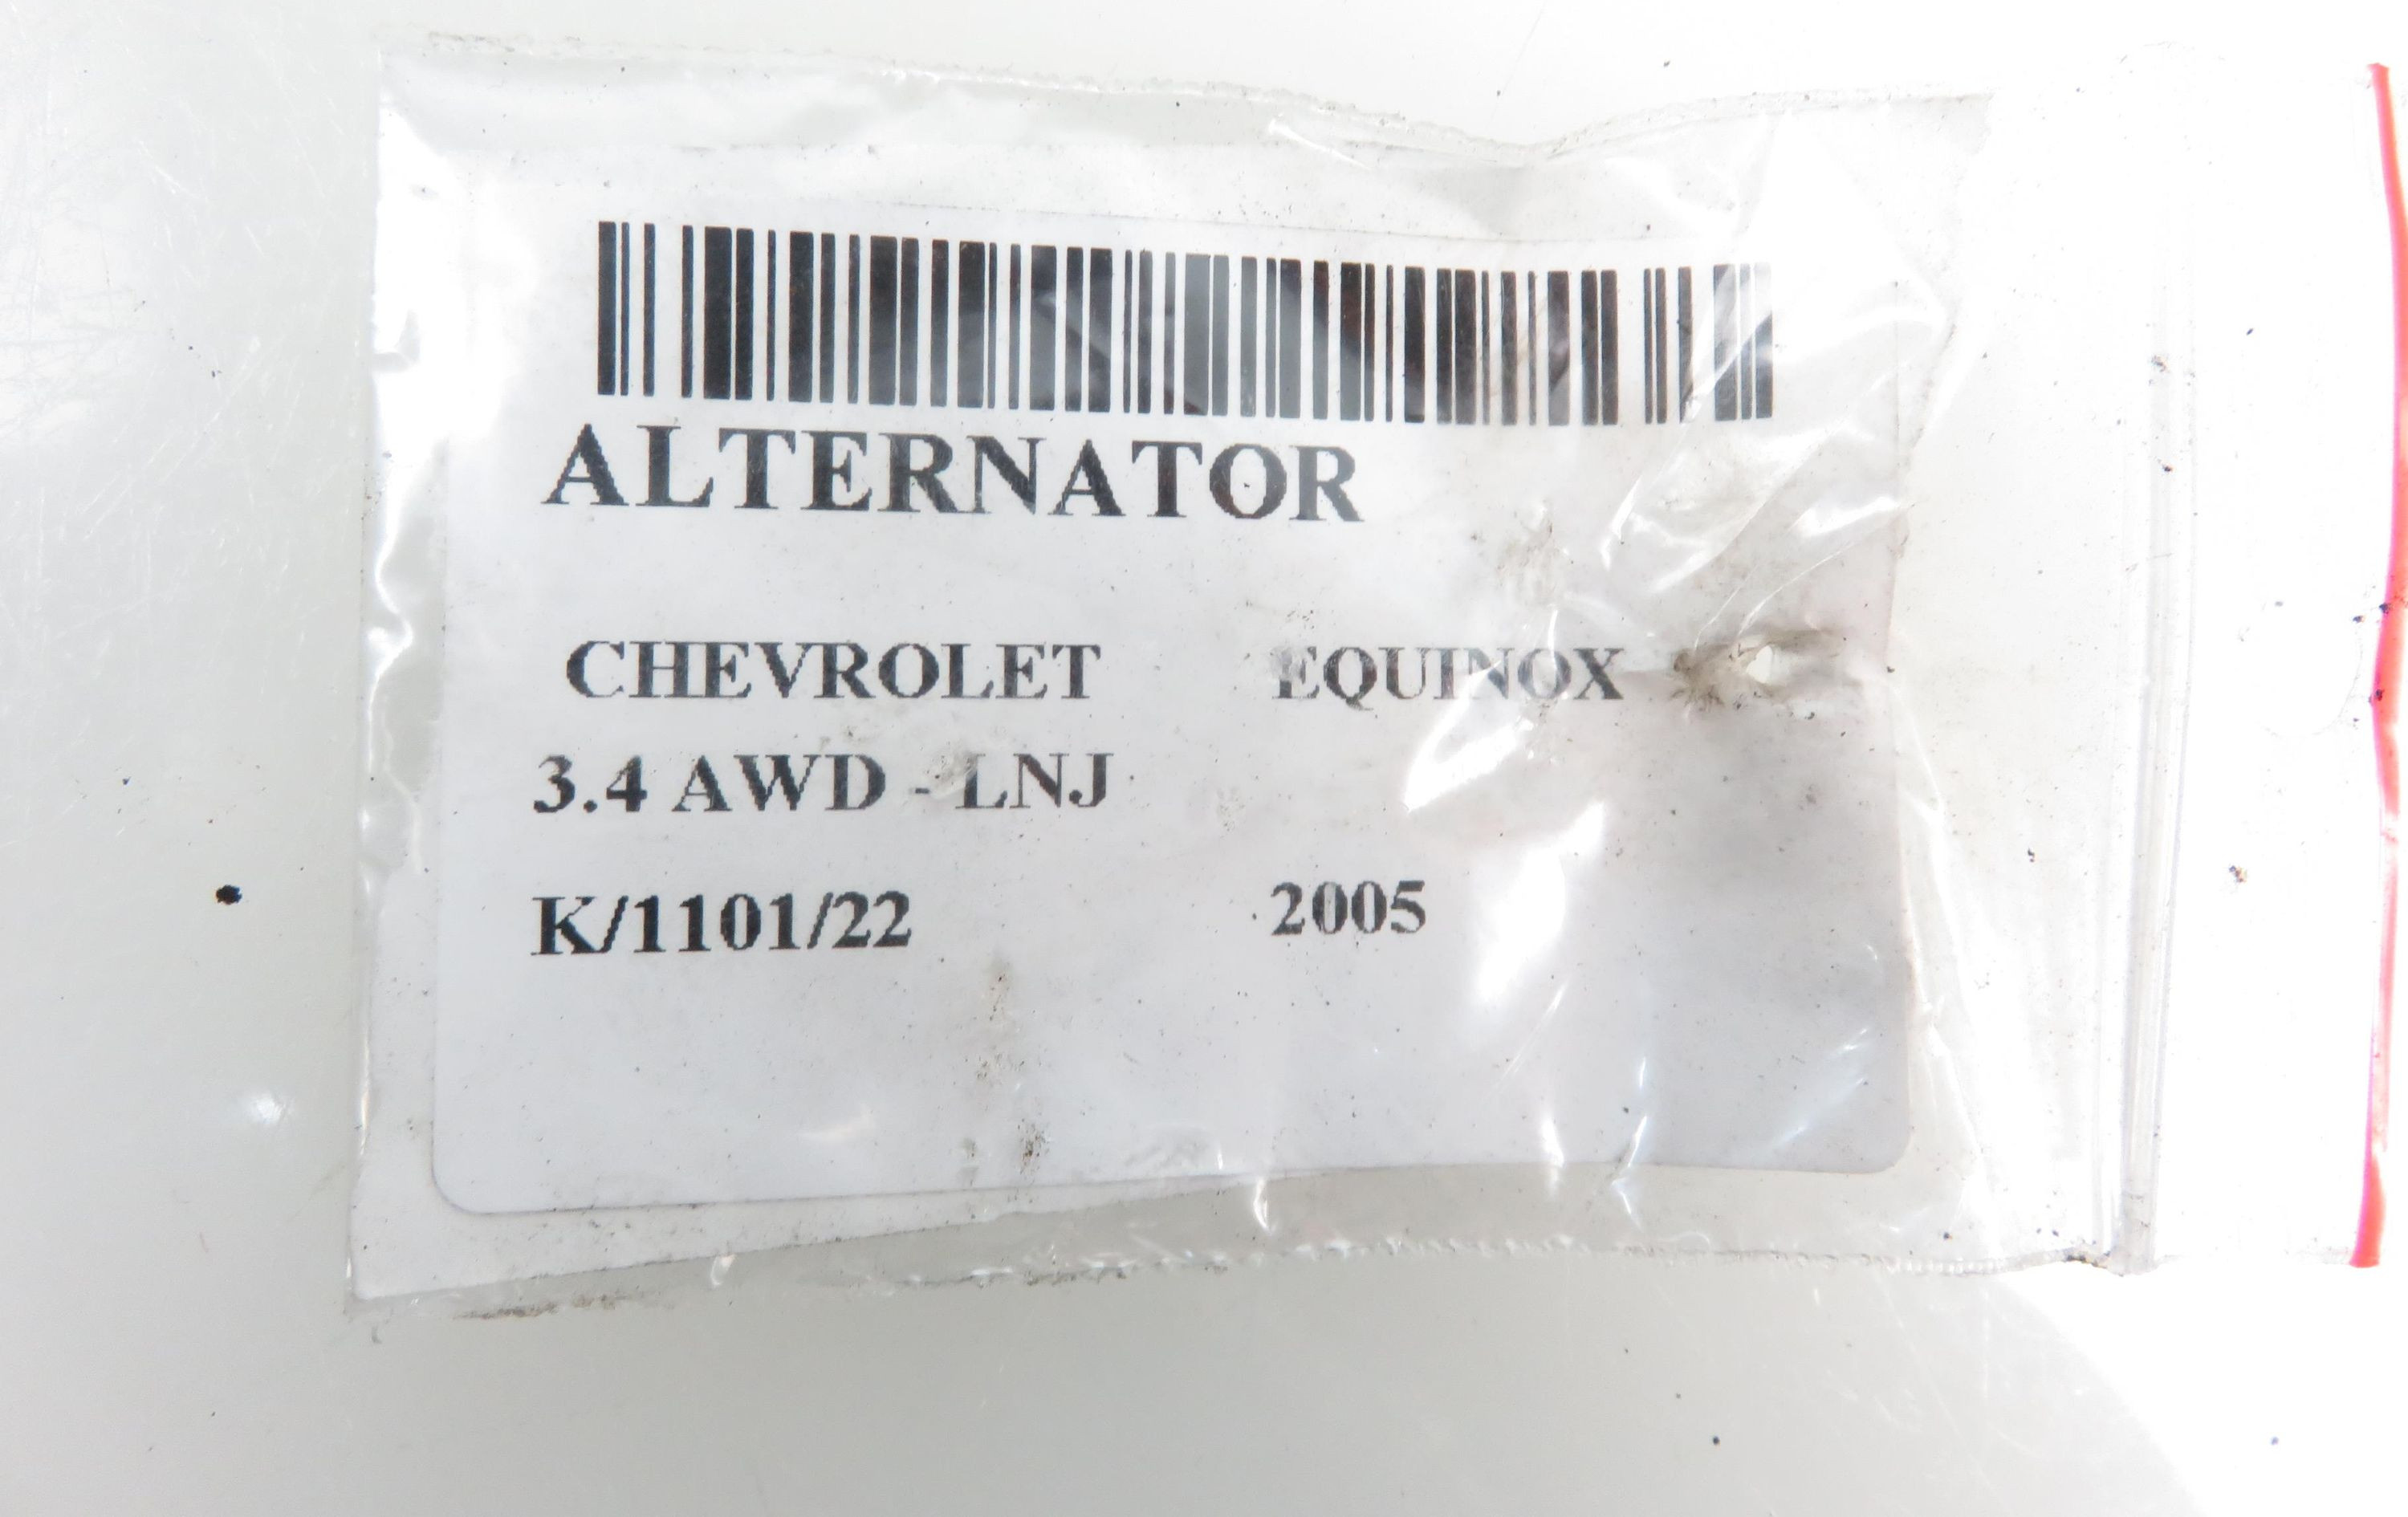 ALTERNATOR
CHEVROLET EQUINOX
3.4 AWD - LNJ
K/1101/22 2005